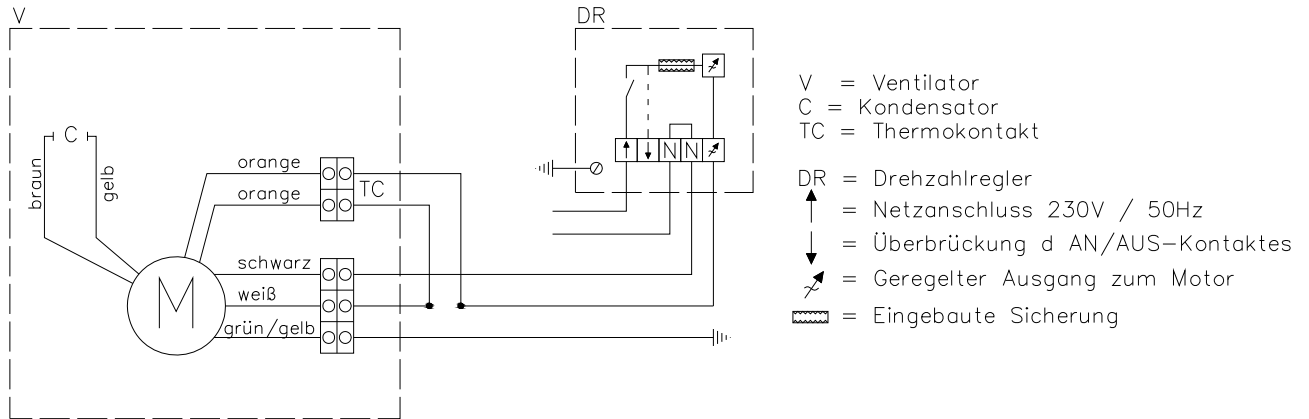 V
DR
C
braun
gelb
orange
orange
TC
schwarz
weiß
grün/gelb
M
N N
V = Ventilator
C = Kondensator
TC = Thermokontakt
DR = Drehzahlregler
= Netzanschluss 230V / 50Hz
= Überbrückung d AN/AUS-Kontaktes
= Geregelter Ausgang zum Motor
= Eingebaute Sicherung